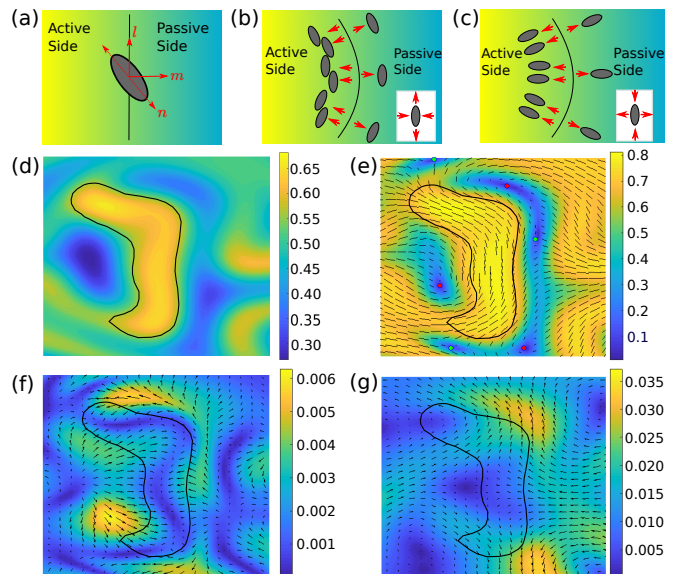 (a)
Active Side
Passive Side
l
m
n
(b)
Active Side
Passive Side
(c)
Active Side
Passive Side
(d)
0.65
0.60
0.55
0.50
0.45
0.40
0.35
0.30
(e)
0.8
0.7
0.6
0.5
0.4
0.3
0.2
0.1
(f)
0.006
0.005
0.004
0.003
0.002
0.001
(g)
0.035
0.030
0.025
0.020
0.015
0.010
0.005